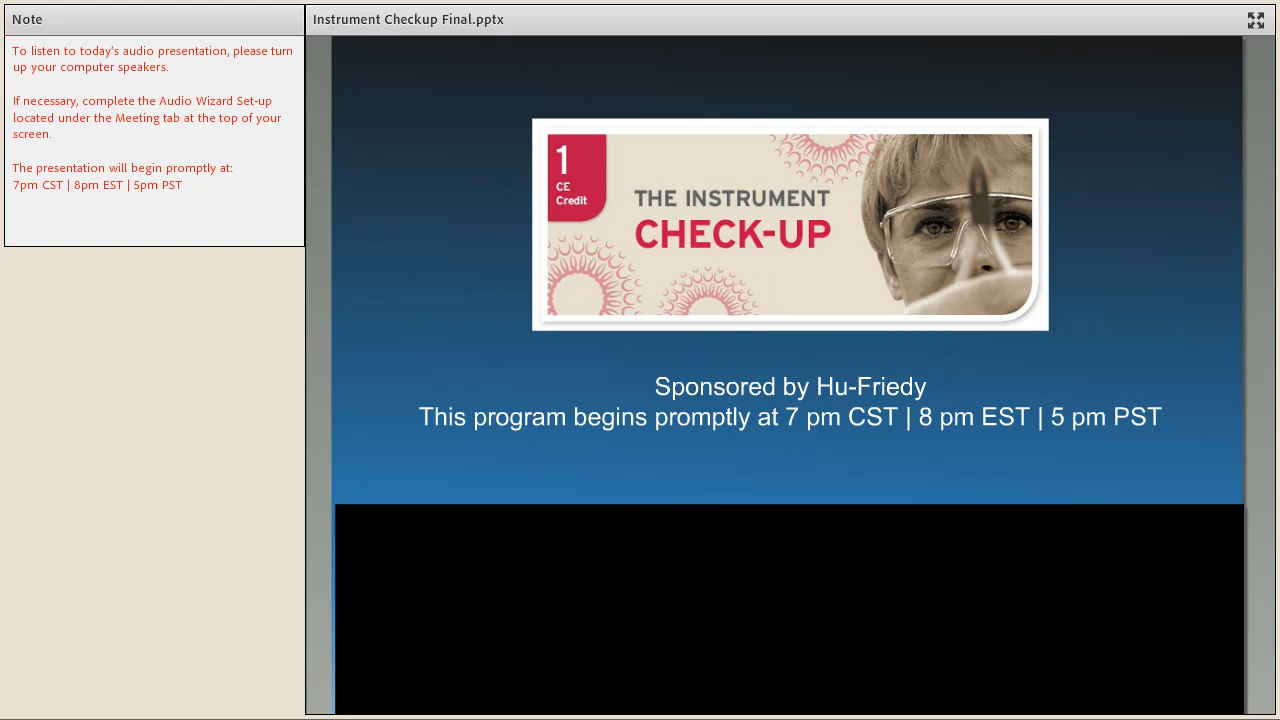 Note
To listen to today's audio presentation, please turn
up your computer speakers.
If necessary, complete the Audio Wizard Set-up
located under the Meeting tab at the top of your
screen.
The presentation will begin promptly at:
7pm CST | 8pm EST | 5pm PST
Instrument Checkup Final.pptx
1
CE
Credit
THE INSTRUMENT
CHECK-UP
Sponsored by Hu-Friedy
This program begins promptly at 7 pm CST | 8 pm EST | 5 pm PST